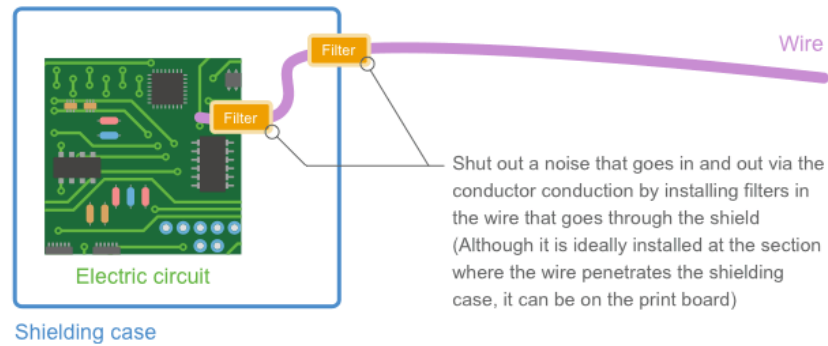 Filter
Wire
Filter
Shut out a noise that goes in and out via the
conductor conduction by installing filters in
the wire that goes through the shield
(Although it is ideally installed at the section
where the wire penetrates the shielding
case, it can be on the print board)
Electric circuit
Shielding case